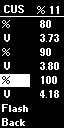 CUS % 11
% 80
V 3.73
% 90
V 3.80
% 100
V 4.18
Flash
Back